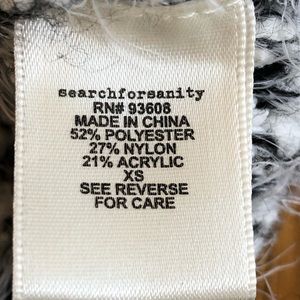 searchforsanity
RN# 93608
MADE IN CHINA
52% POLYESTER
27% NYLON
21% ACRYLIC
XS
SEE REVERSE
FOR CARE